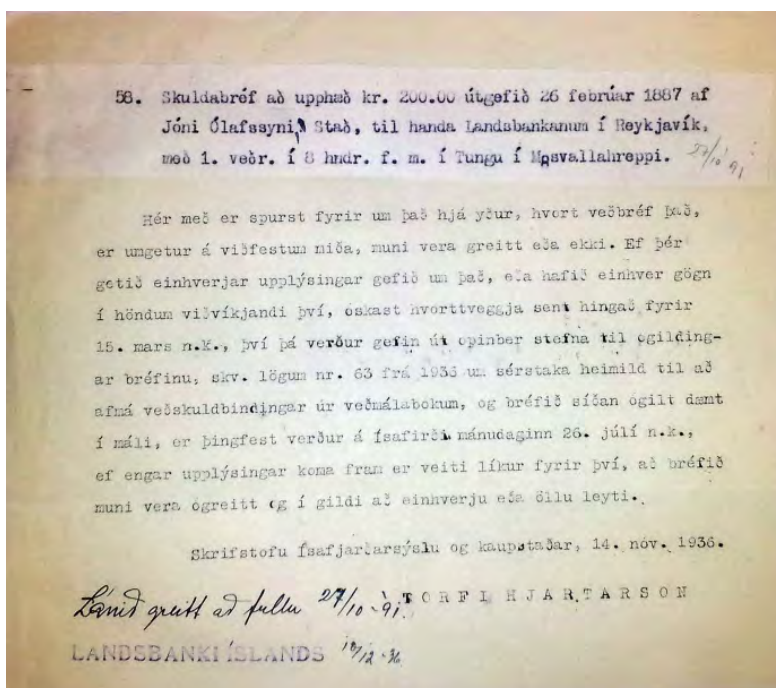 58. Skuldabréf að upphæð kr. 200.00 útgefið 26 febrúar 1887 af
Jóni Ólafssyni, Stað, til handa Landsbankanum í Reykjavík,
með 1. veðr. í 8 hndr. f. m. í Tungu í Mosvallahreppi. 27/10 91
Hér með er spurst fyrir um það hjá yður, hvort veðbréf það,
er umgetur á viðfestum miða, muni vera greitt eða ekki. Ef þér
getið einhverjar upplýsingar gefið um það, eða hafið einhver gögn
í höndum viðvíkjandi því, óskast hvorttveggja sent hingað fyrir
15. mars n.k., því þá verður gefin út opinber stefna til ógilding-
ar bréfinu, skv. lögum nr. 63 frá 1936 um sérstaka heimild til að
afmá veðskuldbindingar úr veðmálabókum, og bréfið síðan ógilt dæmt
í máli, er þingfest verður á Ísafirði mánudaginn 26. júlí n.k.,
ef engar upplýsingar koma fram er veiti líkur fyrir því, að bréfið
muni vera ógreitt og í gildi að einhverju eða öllu leyti.
Skrifstofu Ísafjarðarsýslu og kaupstaðar, 14. nóv. 1936.
Lánið greitt að fullu 27/10 - 91. TORFI HJARTARSON
LANDSBANKI ÍSLANDS 10/12 - 36